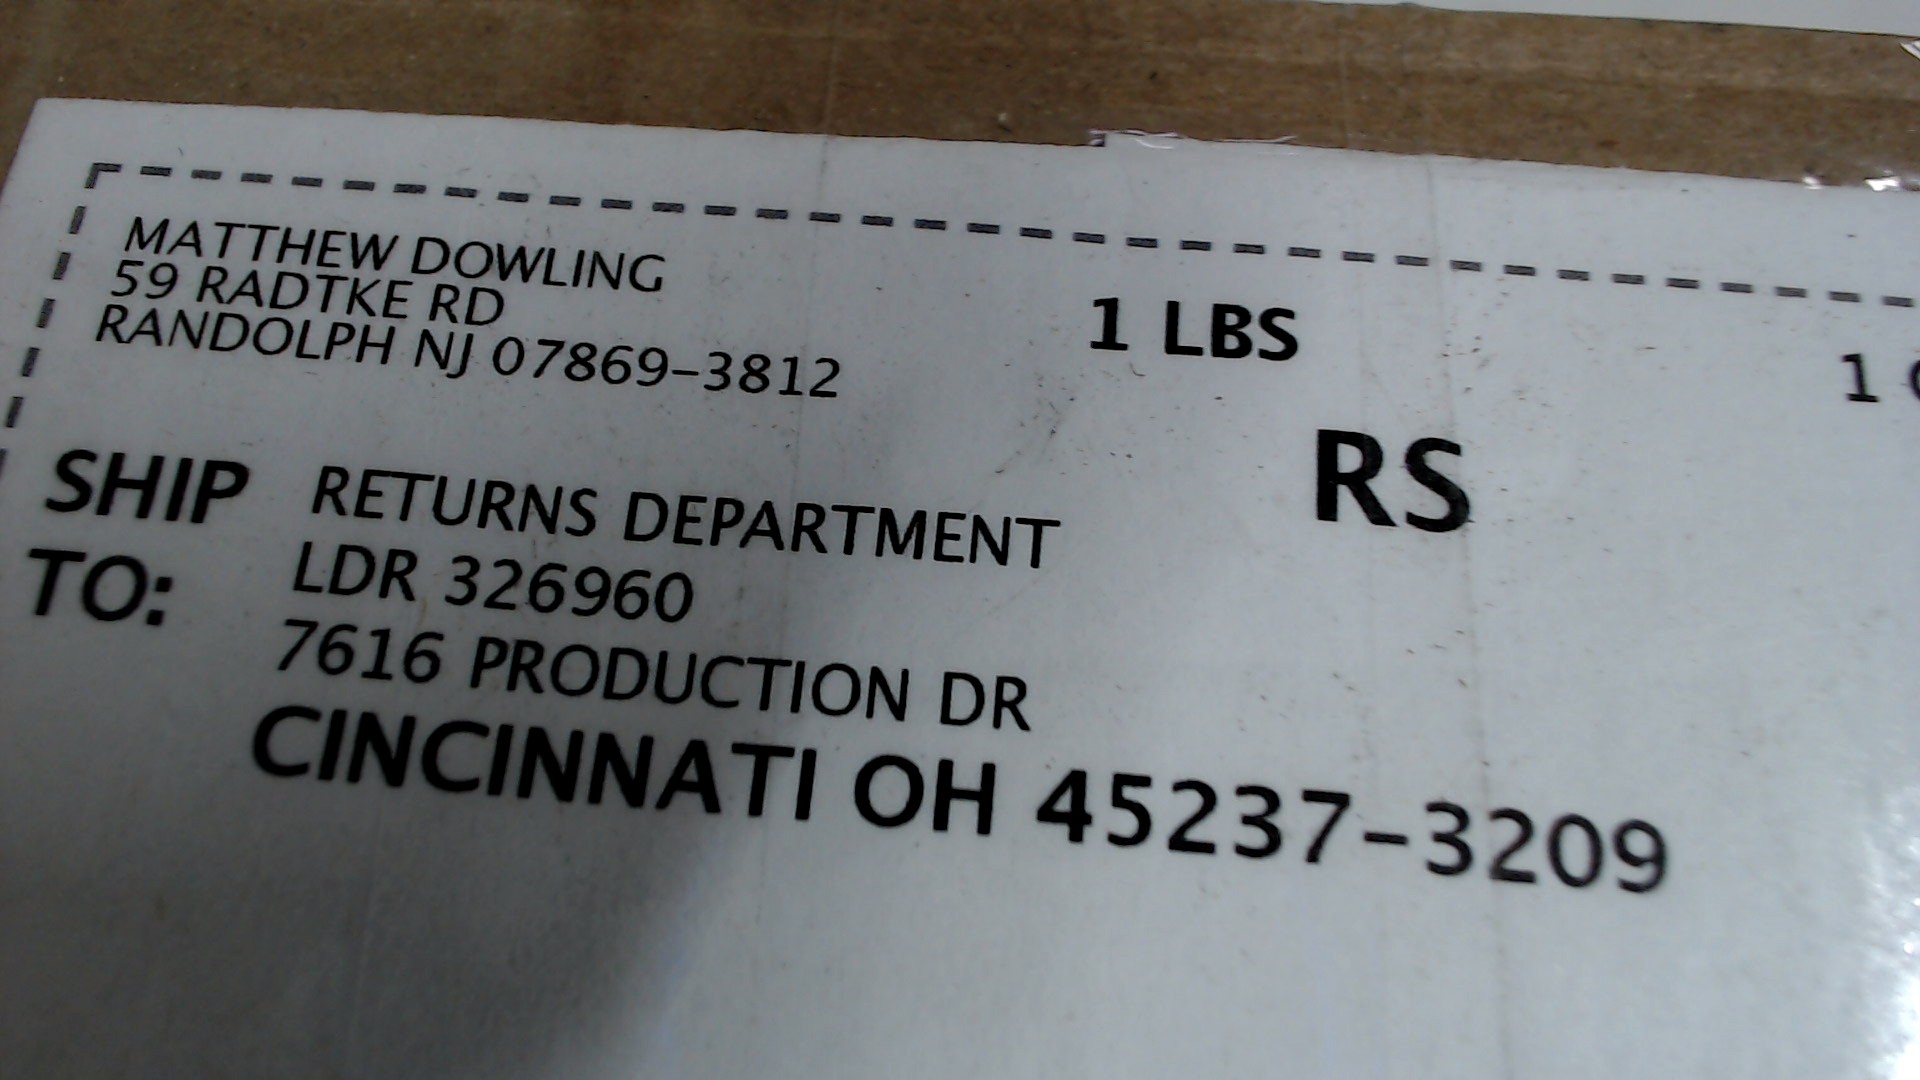 MATTHEW DOWLING
59 RADTKE RD
RANDOLPH NJ 07869-3812
1 LBS
1
RS
SHIP TO:
RETURNS DEPARTMENT
LDR 326960
7616 PRODUCTION DR
CINCINNATI OH 45237-3209